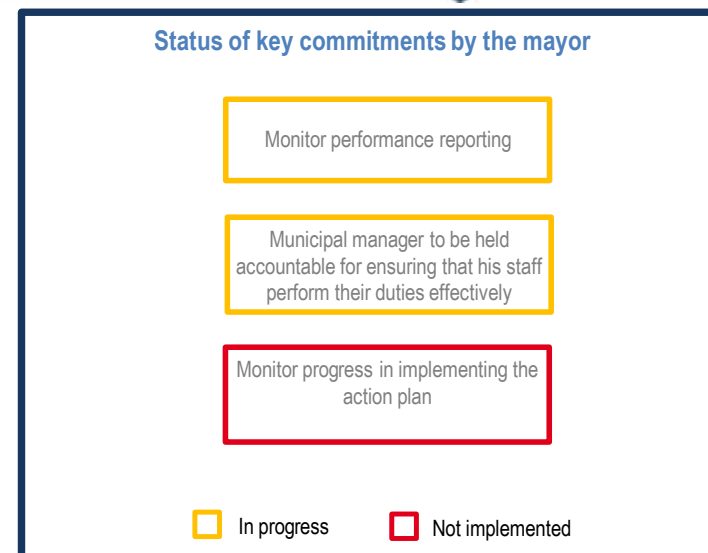 Status of key commitments by the mayor
Monitor performance reporting
Municipal manager to be held
accountable for ensuring that his staff
perform their duties effectively
Monitor progress in implementing the
action plan
In progress
Not implemented